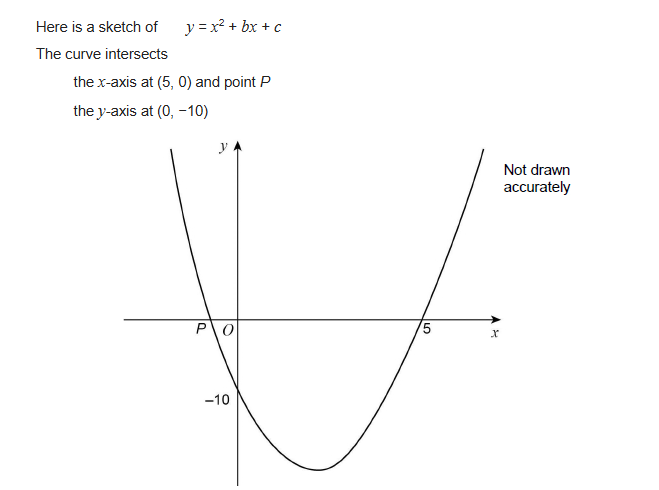 Here is a sketch of y = x² + bx + c
The curve intersects
the x-axis at (5, 0) and point P
the y-axis at (0, −10)
y
Not drawn
accurately
P
O
5
x
−10